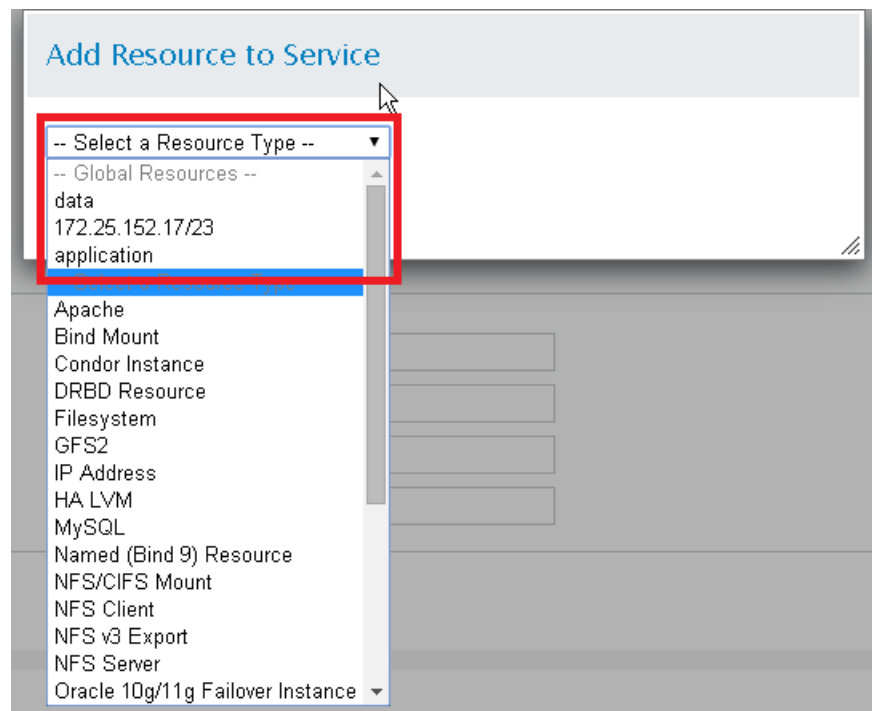 Add Resource to Service
-- Select a Resource Type --
-- Global Resources --
data
172.25.152.17/23
application
Apache
Bind Mount
Condor Instance
DRBD Resource
Filesystem
GFS2
IP Address
HA LVM
MySQL
Named (Bind 9) Resource
NFS/CIFS Mount
NFS Client
NFS v3 Export
NFS Server
Oracle 10g/11g Failover Instance